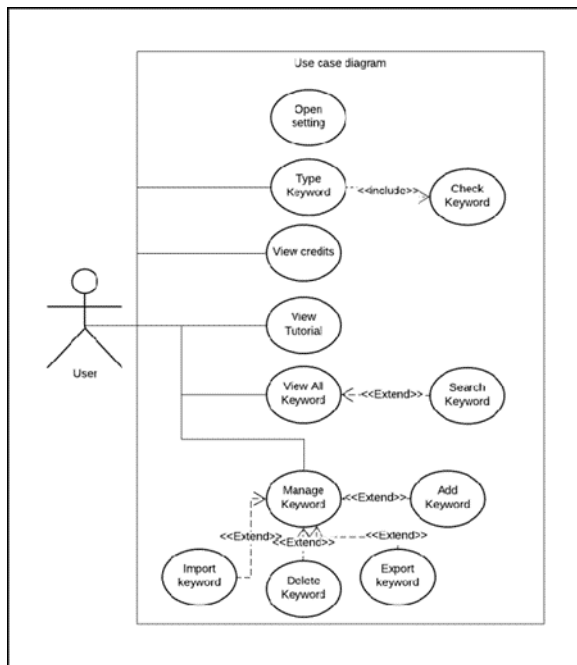 Use case diagram
Open
setting
Type
Keyword
<<include>>
Check
Keyword
View credits
View
Tutorial
User
View All
Keyword
<<Extend>>
Search
Keyword
Manage
Keyword
<<Extend>>
Add
Keyword
<<Extend>>
<<Extend>>
<<Extend>>
Import
keyword
Delete
Keyword
Export
keyword